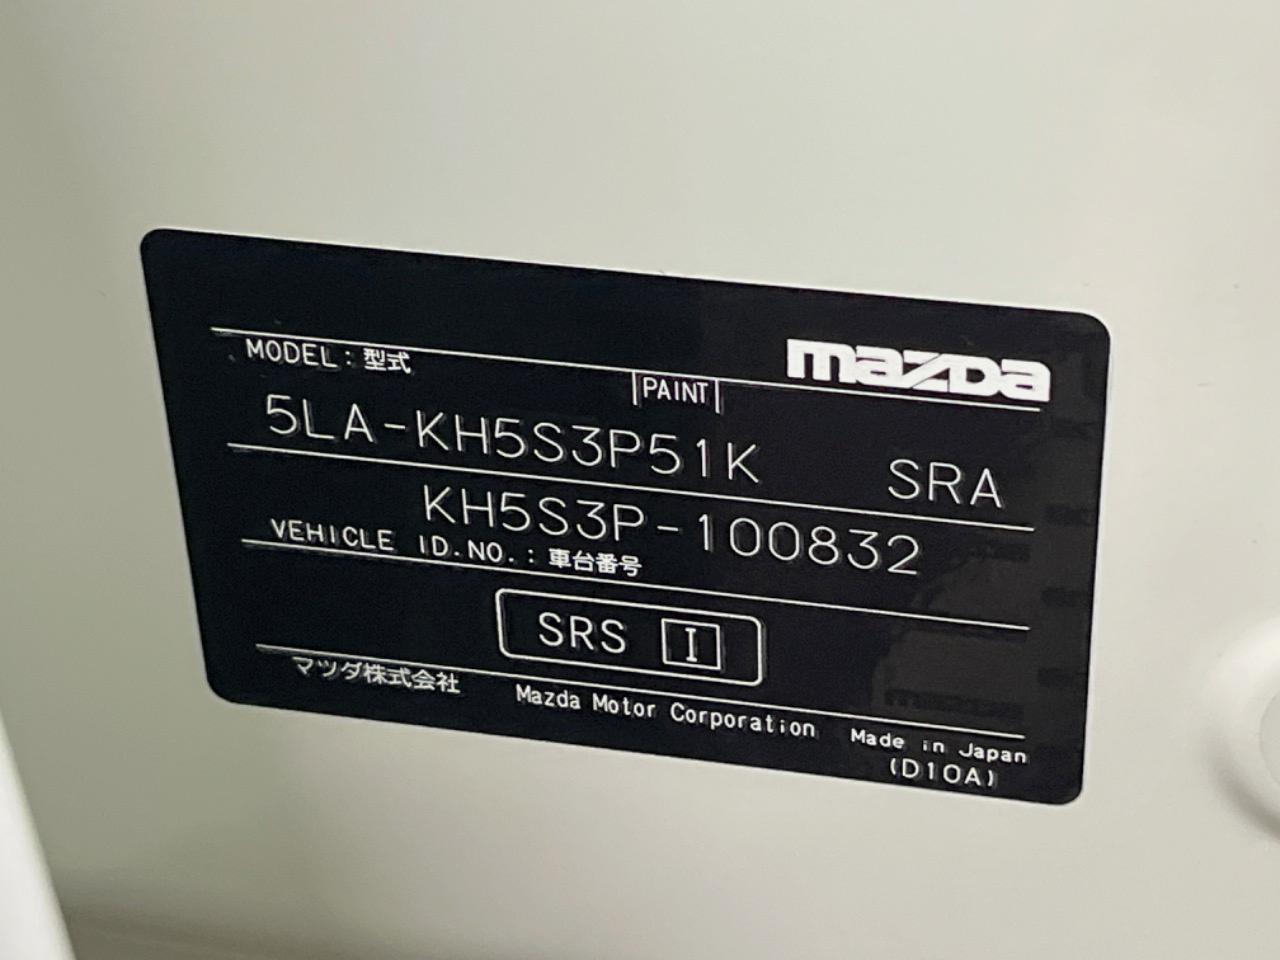 mazda
MODEL : 型式
PAINT
5LA-KH5S3P51K SRA
KH5S3P-100832
VEHICLE ID.NO. : 車台番号
SRS I
マツダ株式会社 Mazda Motor Corporation Made in Japan
(D10A)